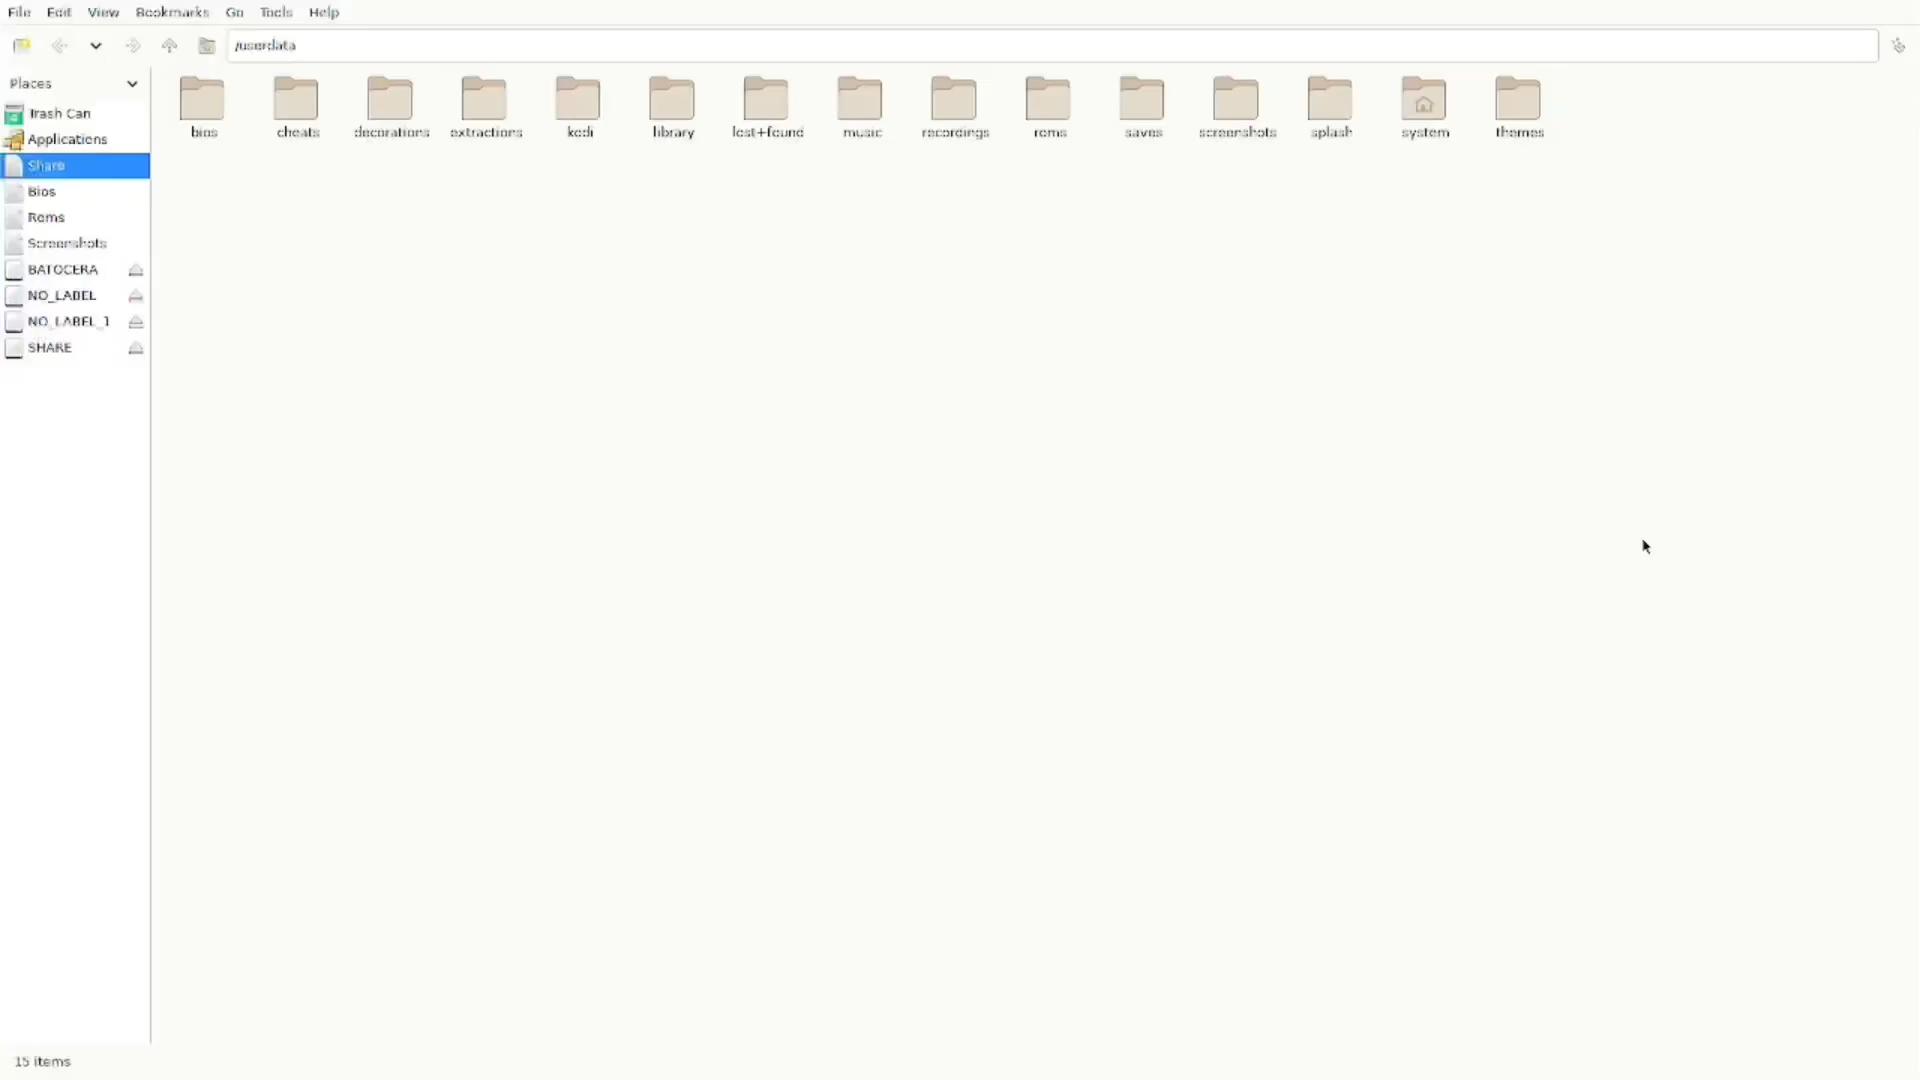 File Edit View Bookmarks Go Tools Help
/userdata
Places
Trash Can
Applications
Share
Bios
Roms
Screenshots
BATOCERA
NO_LABEL
NO_LABEL_1
SHARE
bios cheats decorations extractions kodi library lost+found music recordings roms saves screenshots splash system themes
15 items